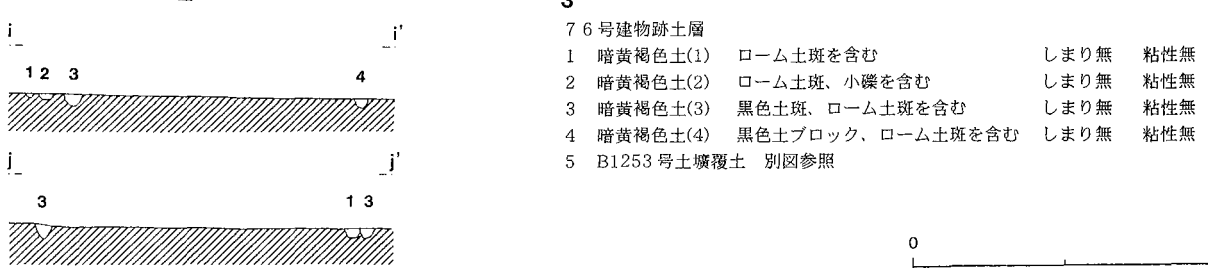 i i'
1 2 3 4
j j'
3 1 3
3
７６号建物跡土層
1 暗黄褐色土(1) ローム土斑を含む しまり無 粘性無
2 暗黄褐色土(2) ローム土斑、小礫を含む しまり無 粘性無
3 暗黄褐色土(3) 黒色土斑、ローム土斑を含む しまり無 粘性無
4 暗黄褐色土(4) 黒色土ブロック、ローム土斑を含む しまり無 粘性無
5 B1253号土壙覆土 別図参照
0